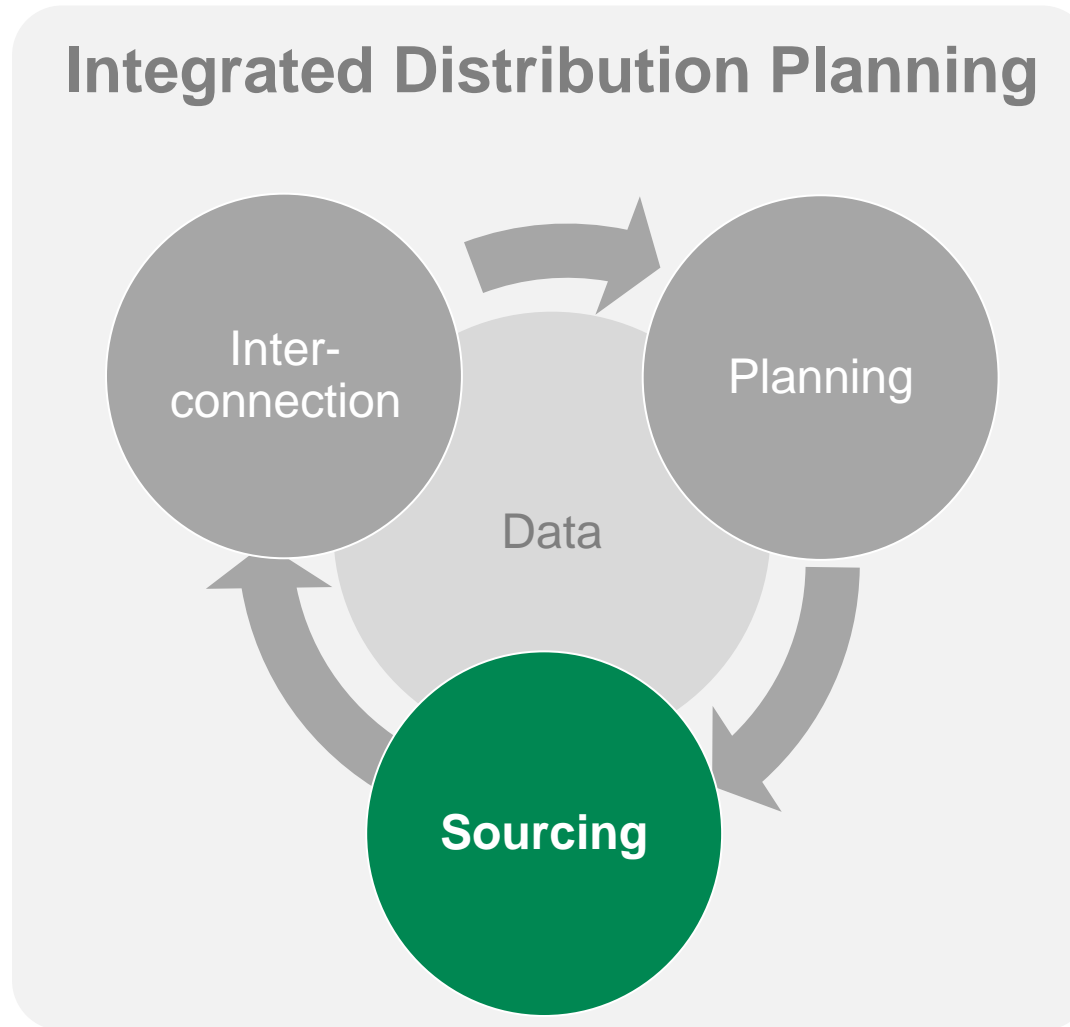 Integrated Distribution Planning
Inter-
connection
Planning
Data
Sourcing